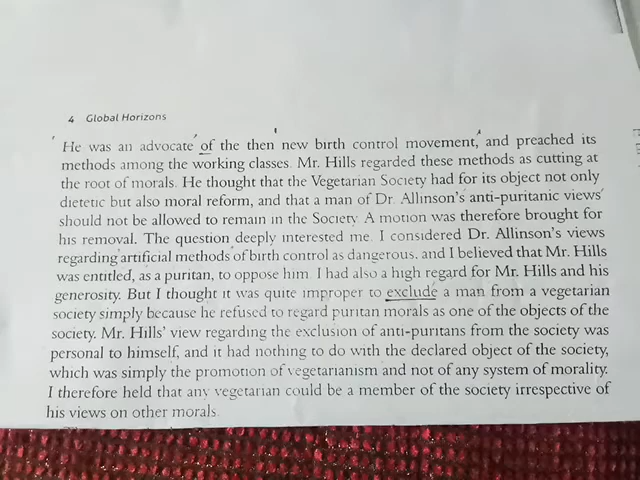 4 Global Horizons
He was an advocate of the then new birth control movement, and preached its
methods among the working classes. Mr. Hills regarded these methods as cutting at
the root of morals. He thought that the Vegetarian Society had for its object not only
dietetic but also moral reform, and that a man of Dr. Allinson's anti-puritanic views
should not be allowed to remain in the Society. A motion was therefore brought for
his removal. The question deeply interested me. I considered Dr. Allinson's views
regarding artificial methods of birth control as dangerous, and I believed that Mr. Hills
was entitled, as a puritan, to oppose him. I had also a high regard for Mr. Hills and his
generosity. But I thought it was quite improper to exclude a man from a vegetarian
society simply because he refused to regard puritan morals as one of the objects of the
society. Mr. Hills' view regarding the exclusion of anti-puritans from the society was
personal to himself, and it had nothing to do with the declared object of the society,
which was simply the promotion of vegetarianism and not of any system of morality.
I therefore held that any vegetarian could be a member of the society irrespective of
his views on other morals.